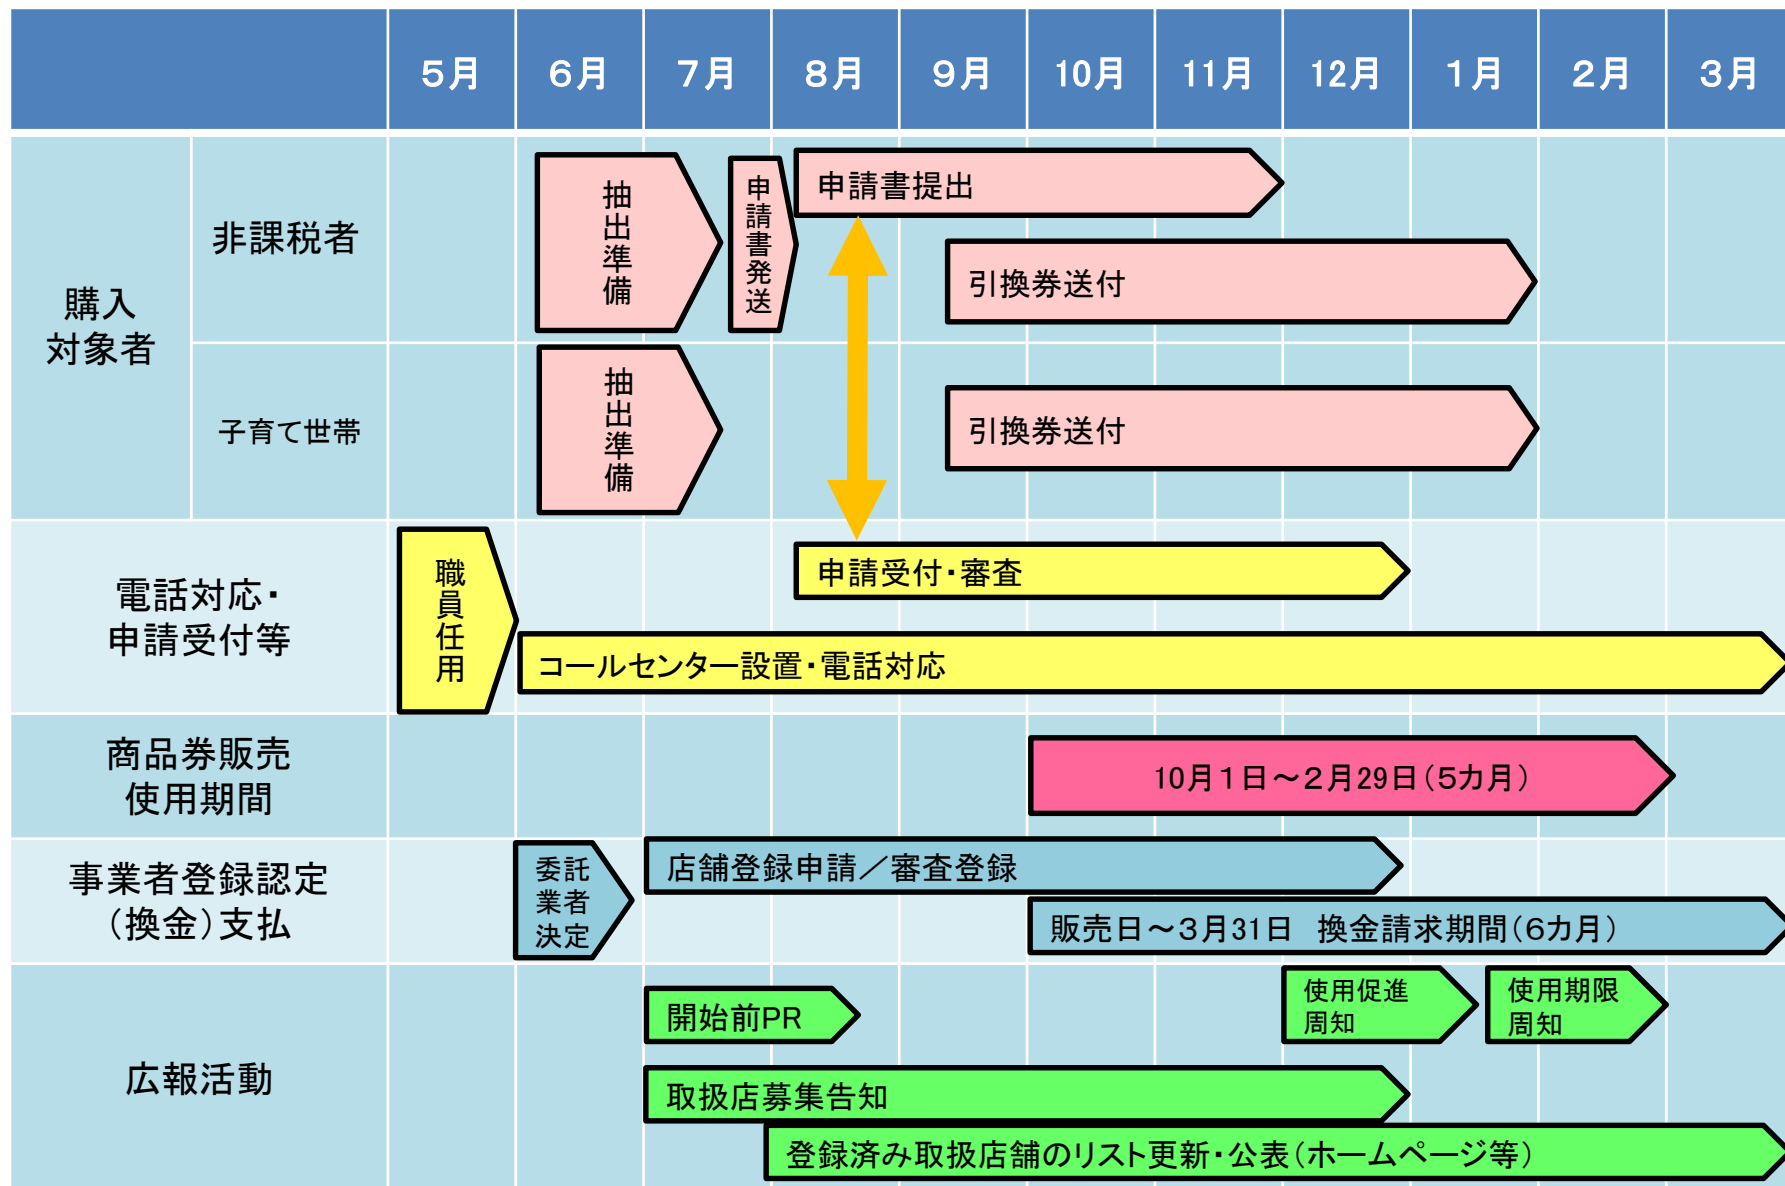 5月
6月
7月
8月
9月
10月
11月
12月
1月
2月
3月
購入
対象者
非課税者
抽出準備
申請書発送
申請書提出
引換券送付
子育て世帯
抽出準備
引換券送付
電話対応・
申請受付等
職員任用
申請受付・審査
コールセンター設置・電話対応
商品券販売
使用期間
10月1日～2月29日（5カ月）
事業者登録認定
（換金）支払
委託
業者
決定
店舗登録申請／審査登録
販売日～3月31日　換金請求期間（6カ月）
広報活動
開始前PR
使用促進
周知
使用期限
周知
取扱店募集告知
登録済み取扱店舗のリスト更新・公表（ホームページ等）